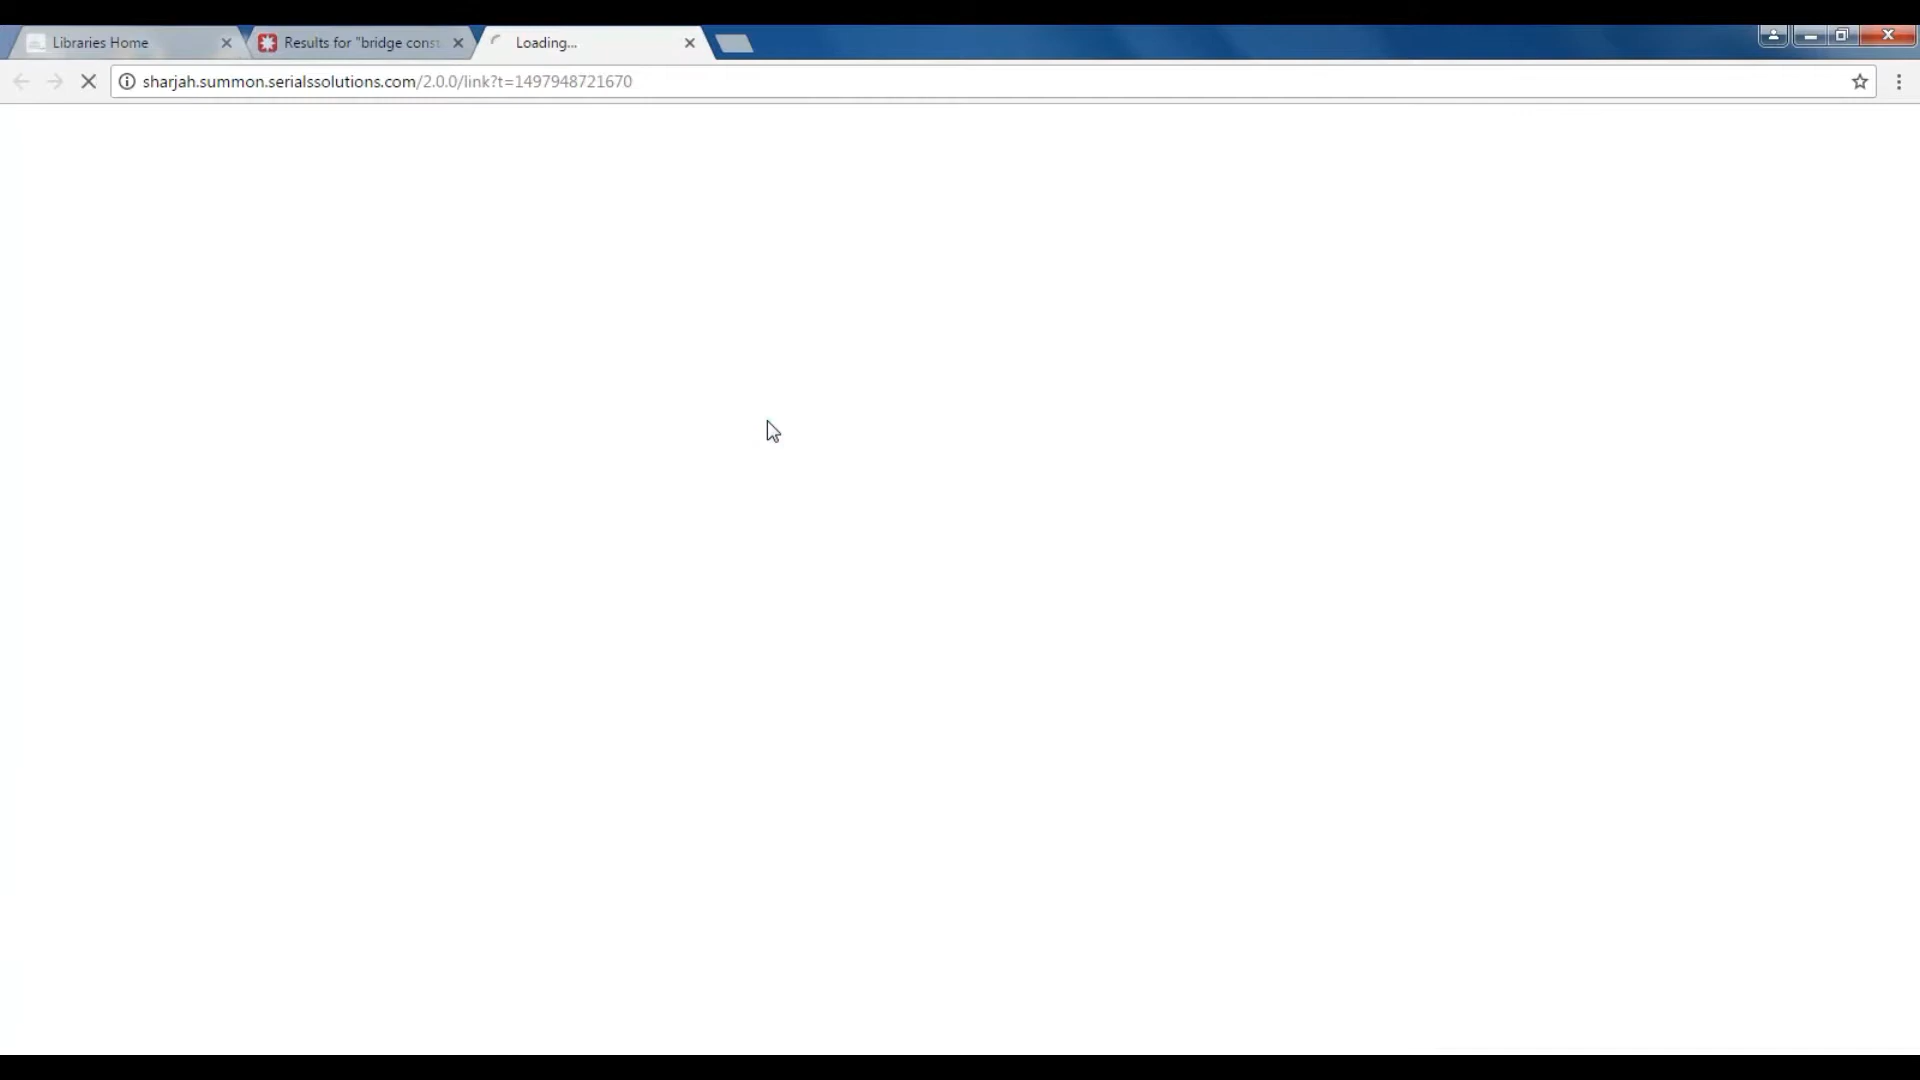 Libraries Home
Results for "bridge const
Loading...
sharjah.summon.serialssolutions.com/2.0.0/link?t=1497948721670